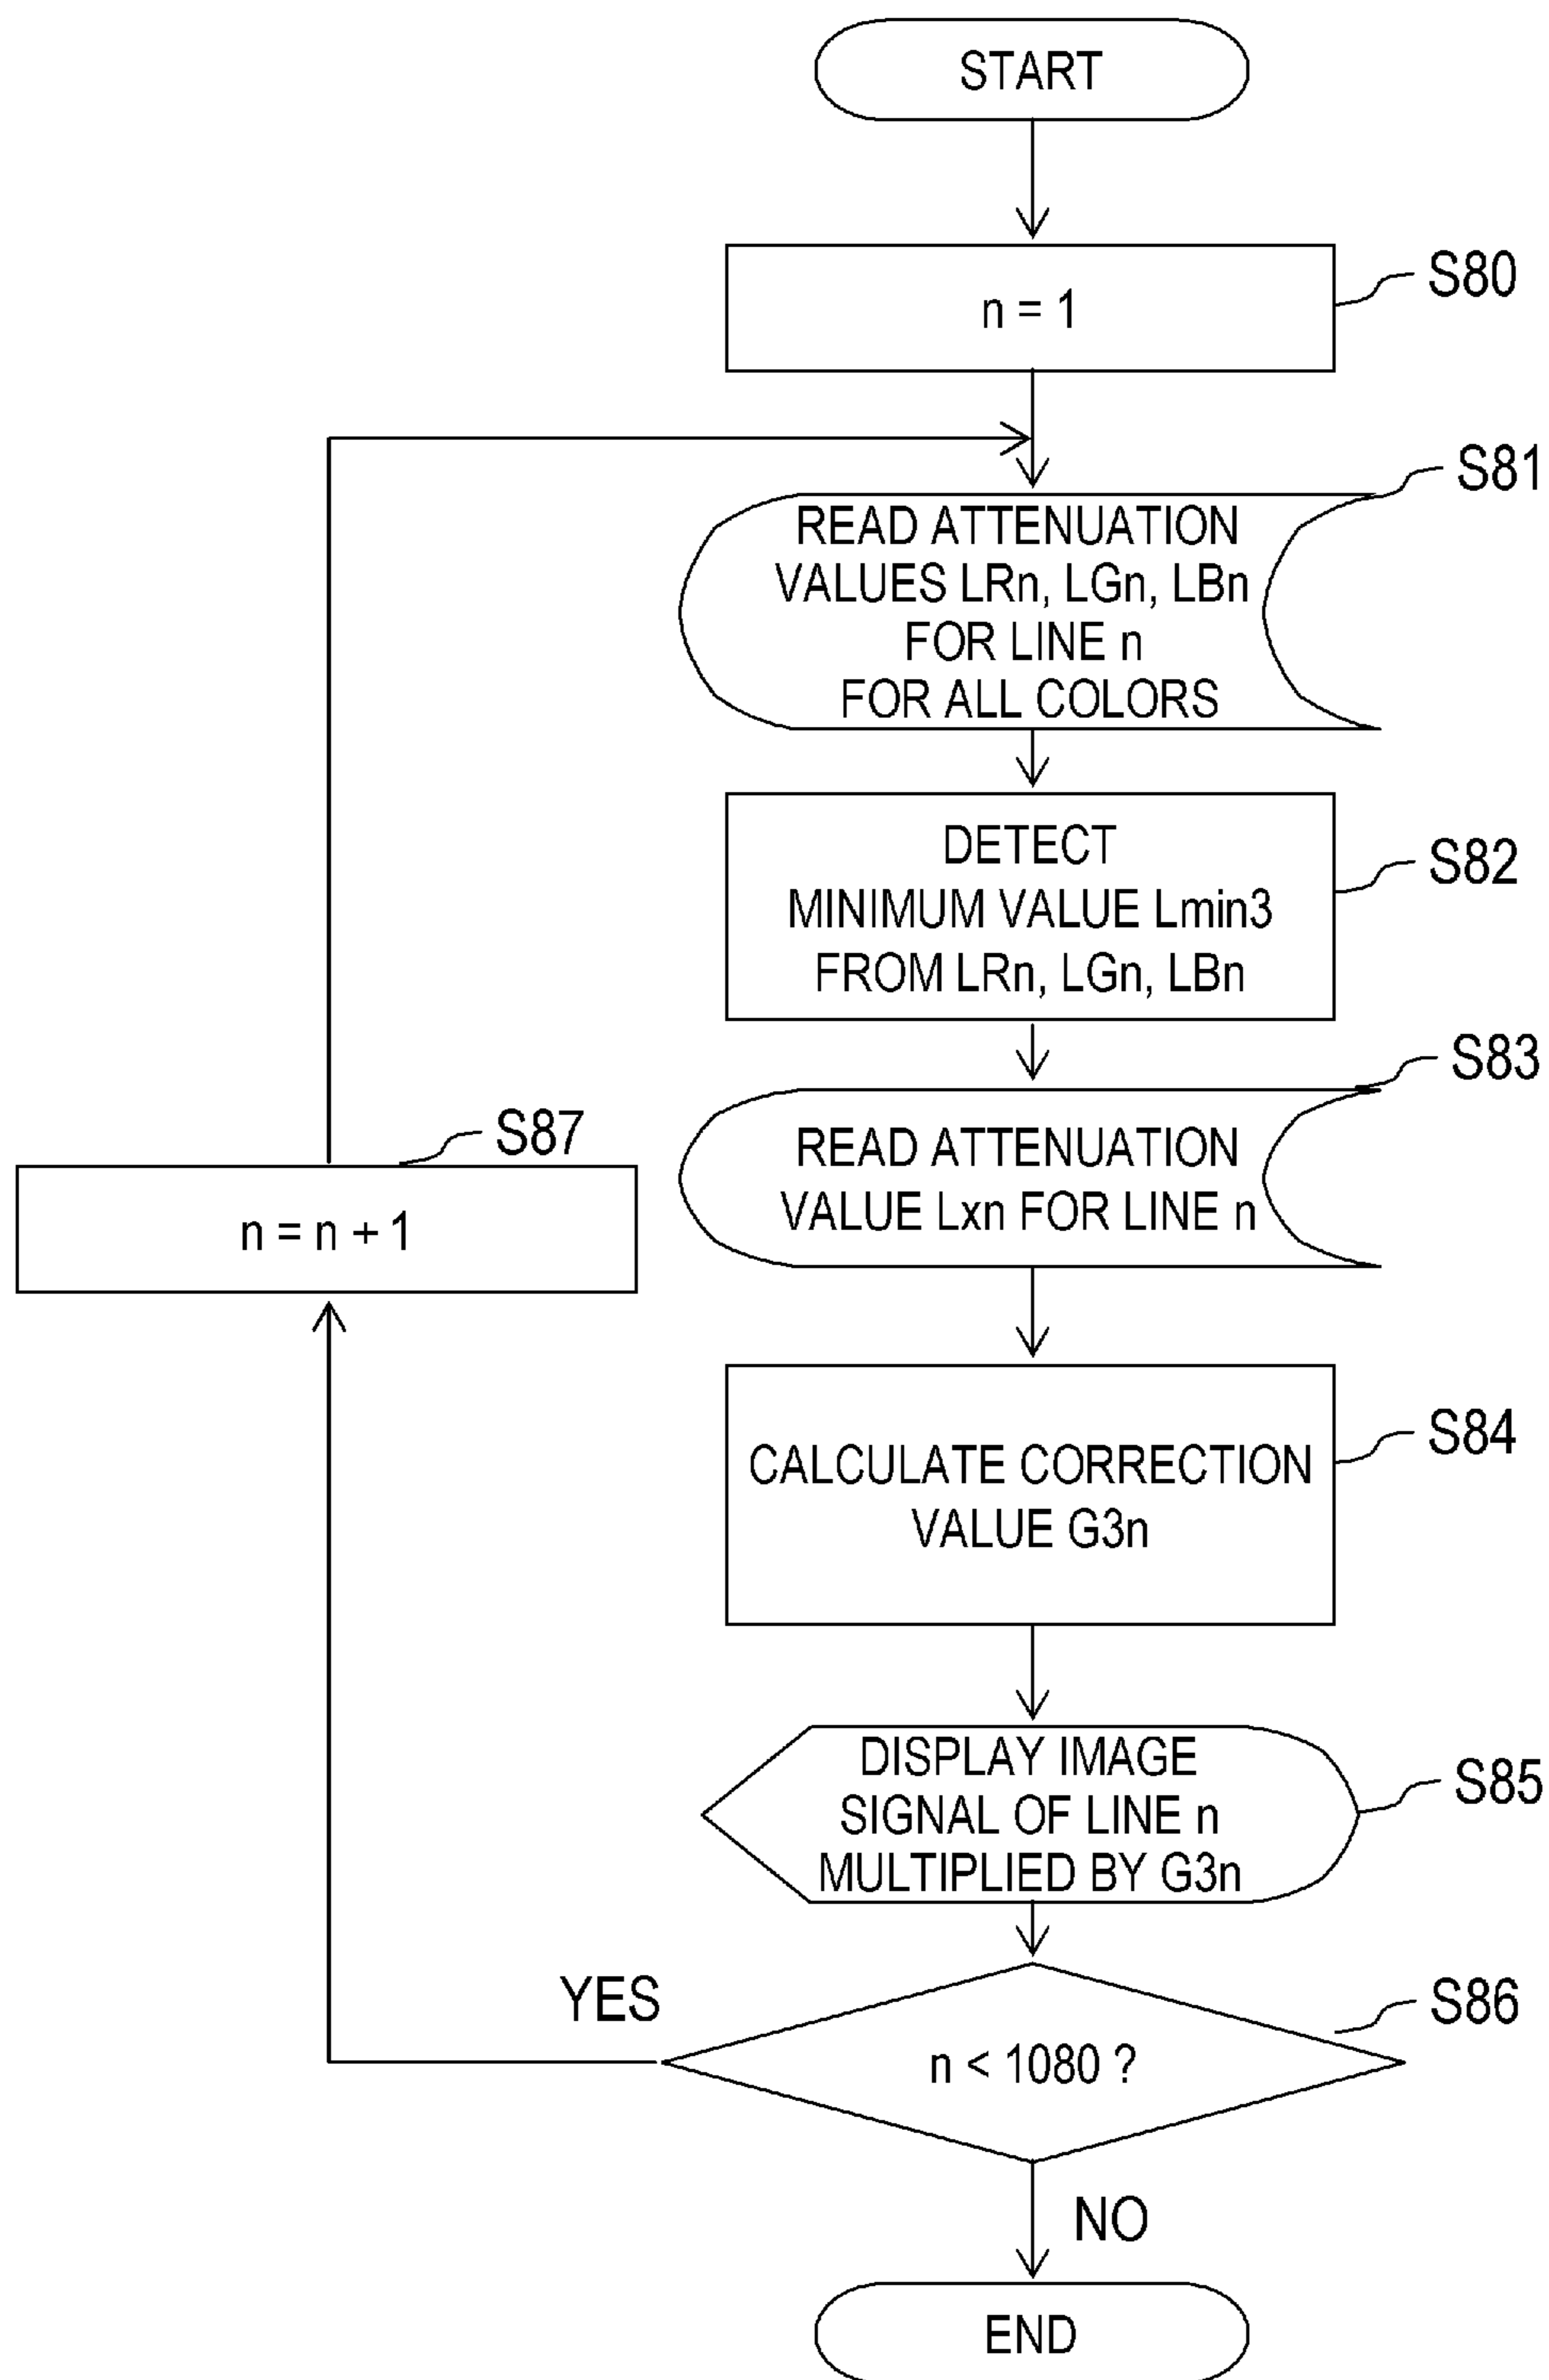 START
n = 1
S80
S81
READ ATTENUATION
VALUES LRn, LGn, LBn
FOR LINE n
FOR ALL COLORS
DETECT
MINIMUM VALUE Lmin3
FROM LRn, LGn, LBn
S82
S83
READ ATTENUATION
VALUE Lxn FOR LINE n
S87
n = n + 1
CALCULATE CORRECTION
VALUE G3n
S84
DISPLAY IMAGE
SIGNAL OF LINE n
MULTIPLIED BY G3n
S85
YES
S86
n < 1080 ?
NO
END